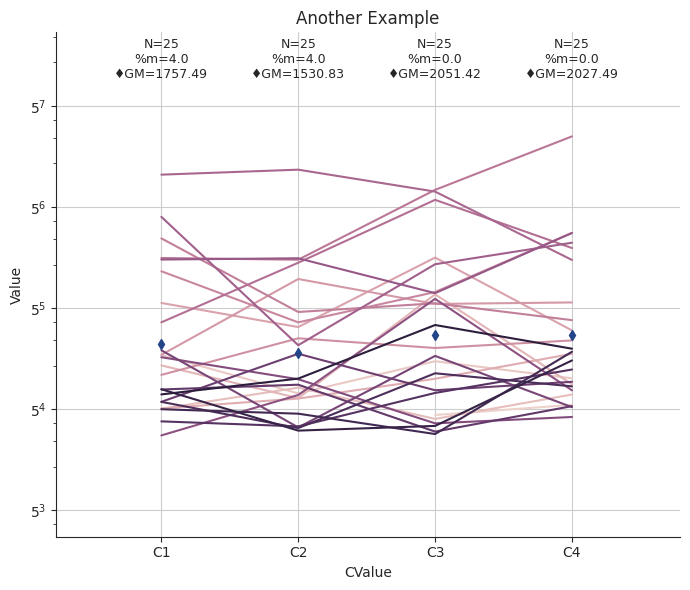 Another Example
N=25 N=25 N=25 N=25
%m=4.0 %m=4.0 %m=0.0 %m=0.0
♦GM=1757.49 ♦GM=1530.83 ♦GM=2051.42 ♦GM=2027.49
5⁷
5⁶
5⁵
5⁴
5³
Value
C1 C2 C3 C4
CValue